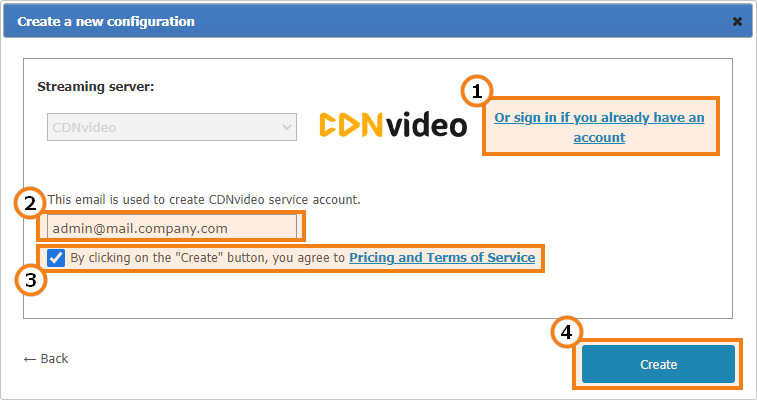 Create a new configuration ×
Streaming server:
1
CDNvideo
CDNvideo
Or sign in if you already have an
account
This email is used to create CDNvideo service account.
2
admin@mail.company.com
By clicking on the "Create" button, you agree to Pricing and Terms of Service
3
4
← Back
Create